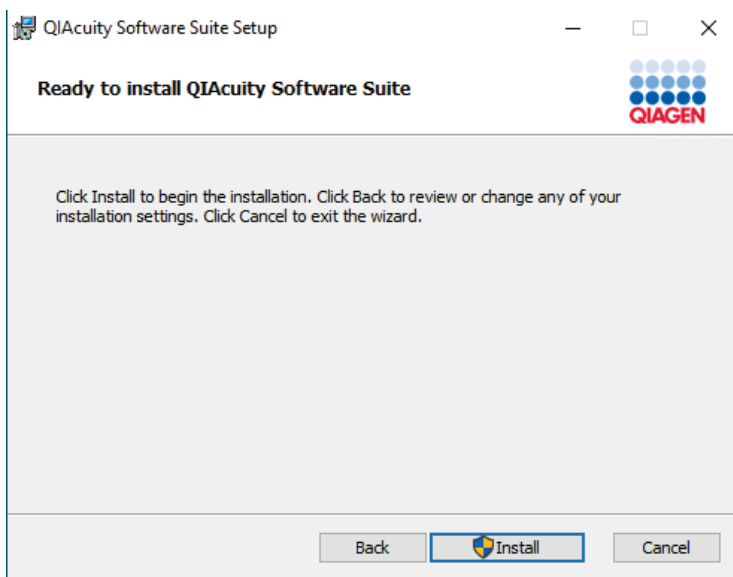 QIAcuity Software Suite Setup
Ready to install QIAcuity Software Suite
QIAGEN
Click Install to begin the installation. Click Back to review or change any of your
installation settings. Click Cancel to exit the wizard.
Back
Install
Cancel